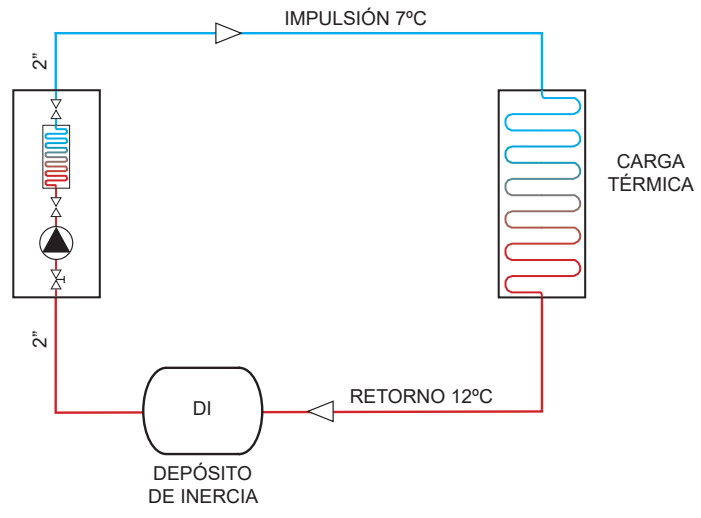 IMPULSIÓN 7ºC
2”
CARGA
TÉRMICA
2”
RETORNO 12ºC
DI
DEPÓSITO
DE INERCIA